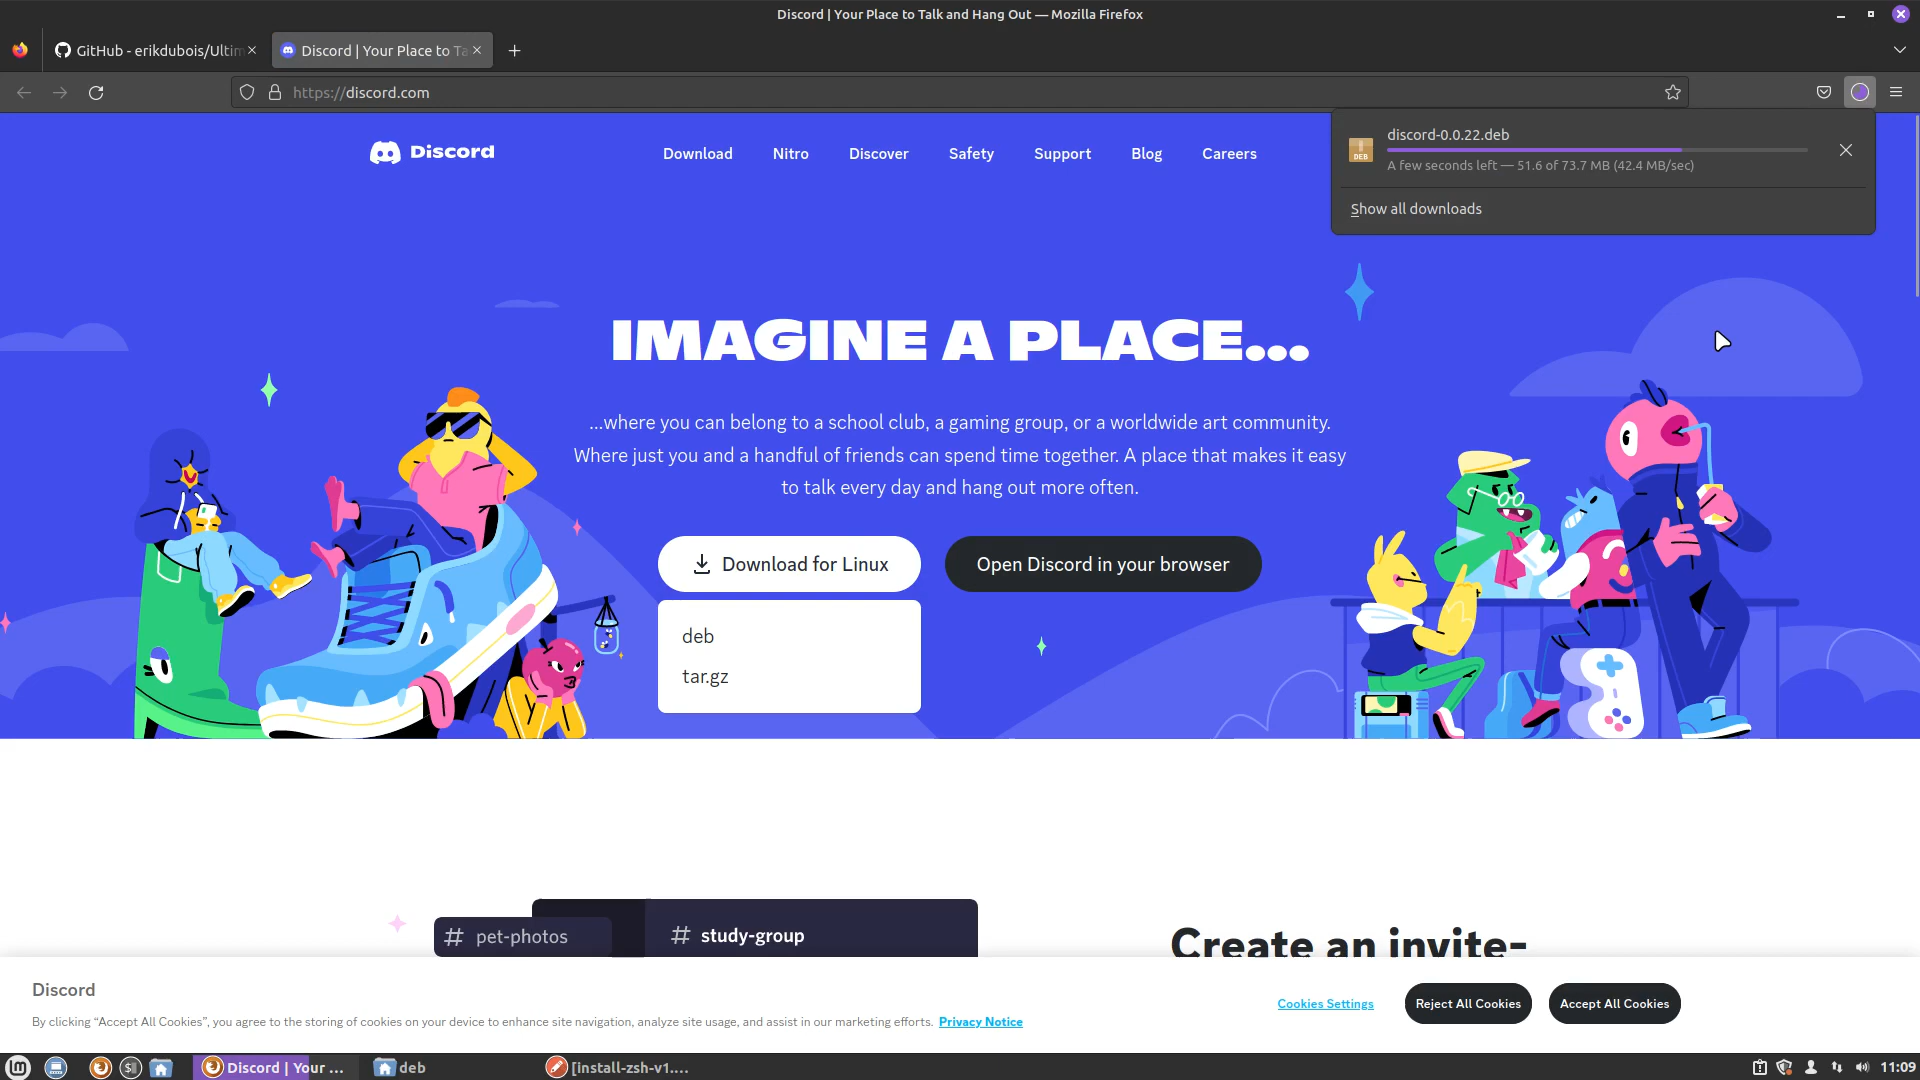 Discord | Your Place to Talk and Hang Out — Mozilla Firefox
GitHub - erikdubois/Ultim
Discord | Your Place to Ta
https://discord.com
discord-0.0.22.deb
A few seconds left — 51.6 of 73.7 MB (42.4 MB/sec)
Show all downloads
Discord
Download
Nitro
Discover
Safety
Support
Blog
Careers
IMAGINE A PLACE...
...where you can belong to a school club, a gaming group, or a worldwide art community.
Where just you and a handful of friends can spend time together. A place that makes it easy
to talk every day and hang out more often.
Download for Linux
Open Discord in your browser
deb
tar.gz
# pet-photos
# study-group
Create an invite-
Discord
By clicking “Accept All Cookies”, you agree to the storing of cookies on your device to enhance site navigation, analyze site usage, and assist in our marketing efforts. Privacy Notice
Cookies Settings
Reject All Cookies
Accept All Cookies
Discord | Your ...
deb
[install-zsh-v1....
11:09